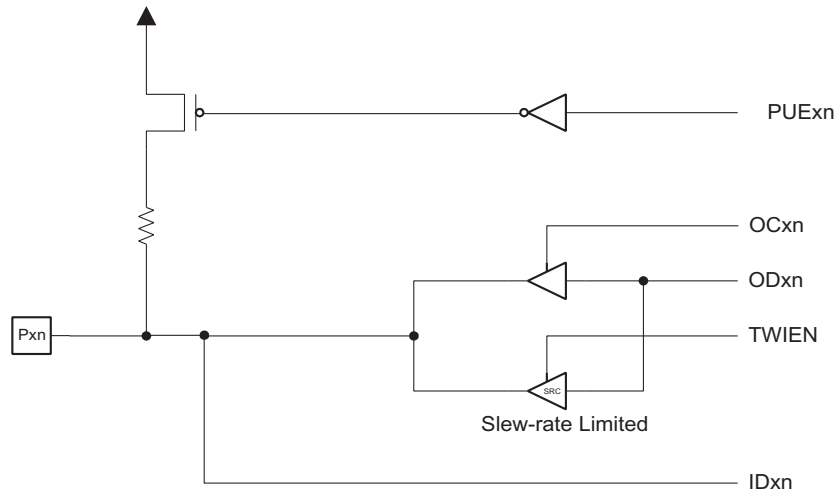 PUExn
OCxn
ODxn
Pxn
TWIEN
SRC
Slew-rate Limited
IDxn